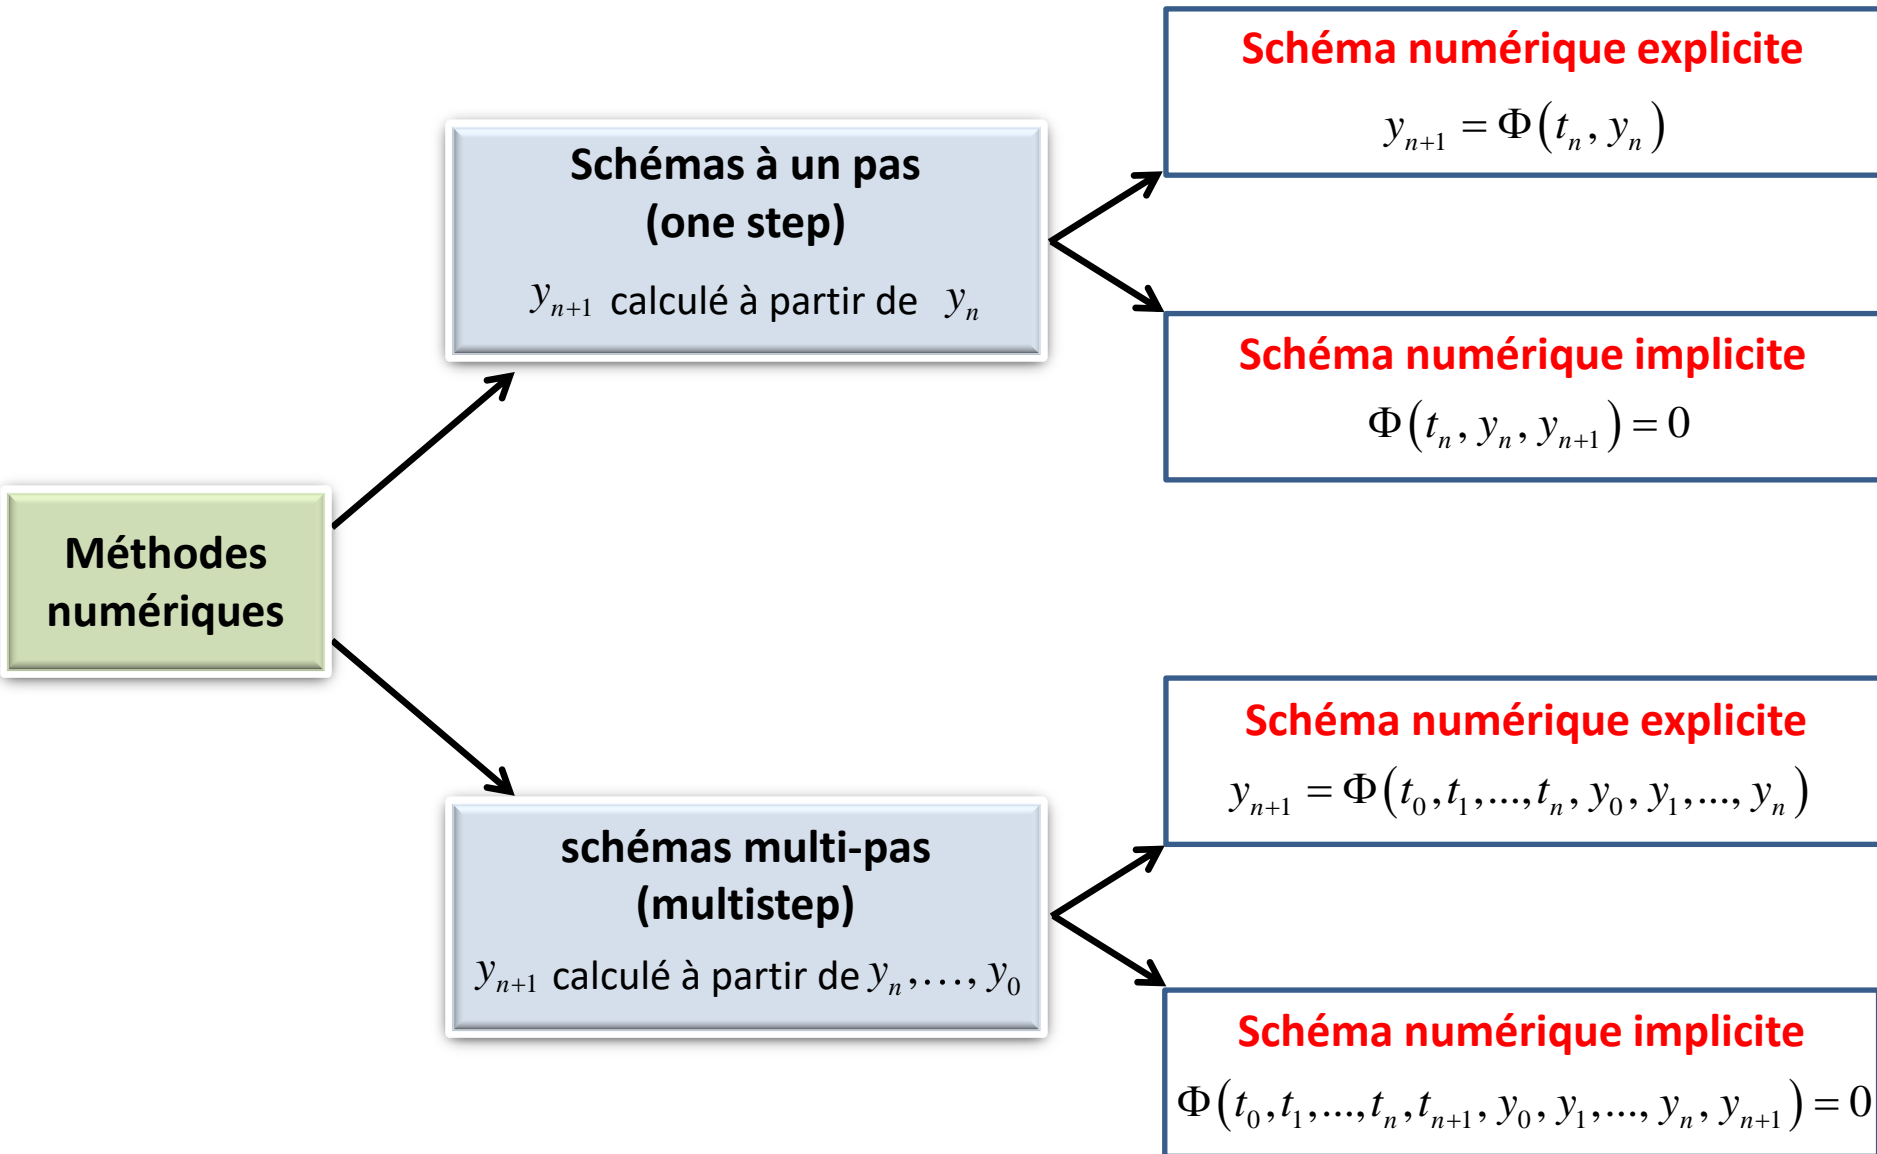 Méthodes
numériques
Schémas à un pas
(one step)
y_{n+1} calculé à partir de y_n
Schéma numérique explicite
y_{n+1} = Φ(t_n, y_n)
Schéma numérique implicite
Φ(t_n, y_n, y_{n+1}) = 0
schémas multi-pas
(multistep)
y_{n+1} calculé à partir de y_n,..., y_0
Schéma numérique explicite
y_{n+1} = Φ(t_0, t_1,..., t_n, y_0, y_1,..., y_n)
Schéma numérique implicite
Φ(t_0, t_1,..., t_n, t_{n+1}, y_0, y_1,..., y_n, y_{n+1}) = 0